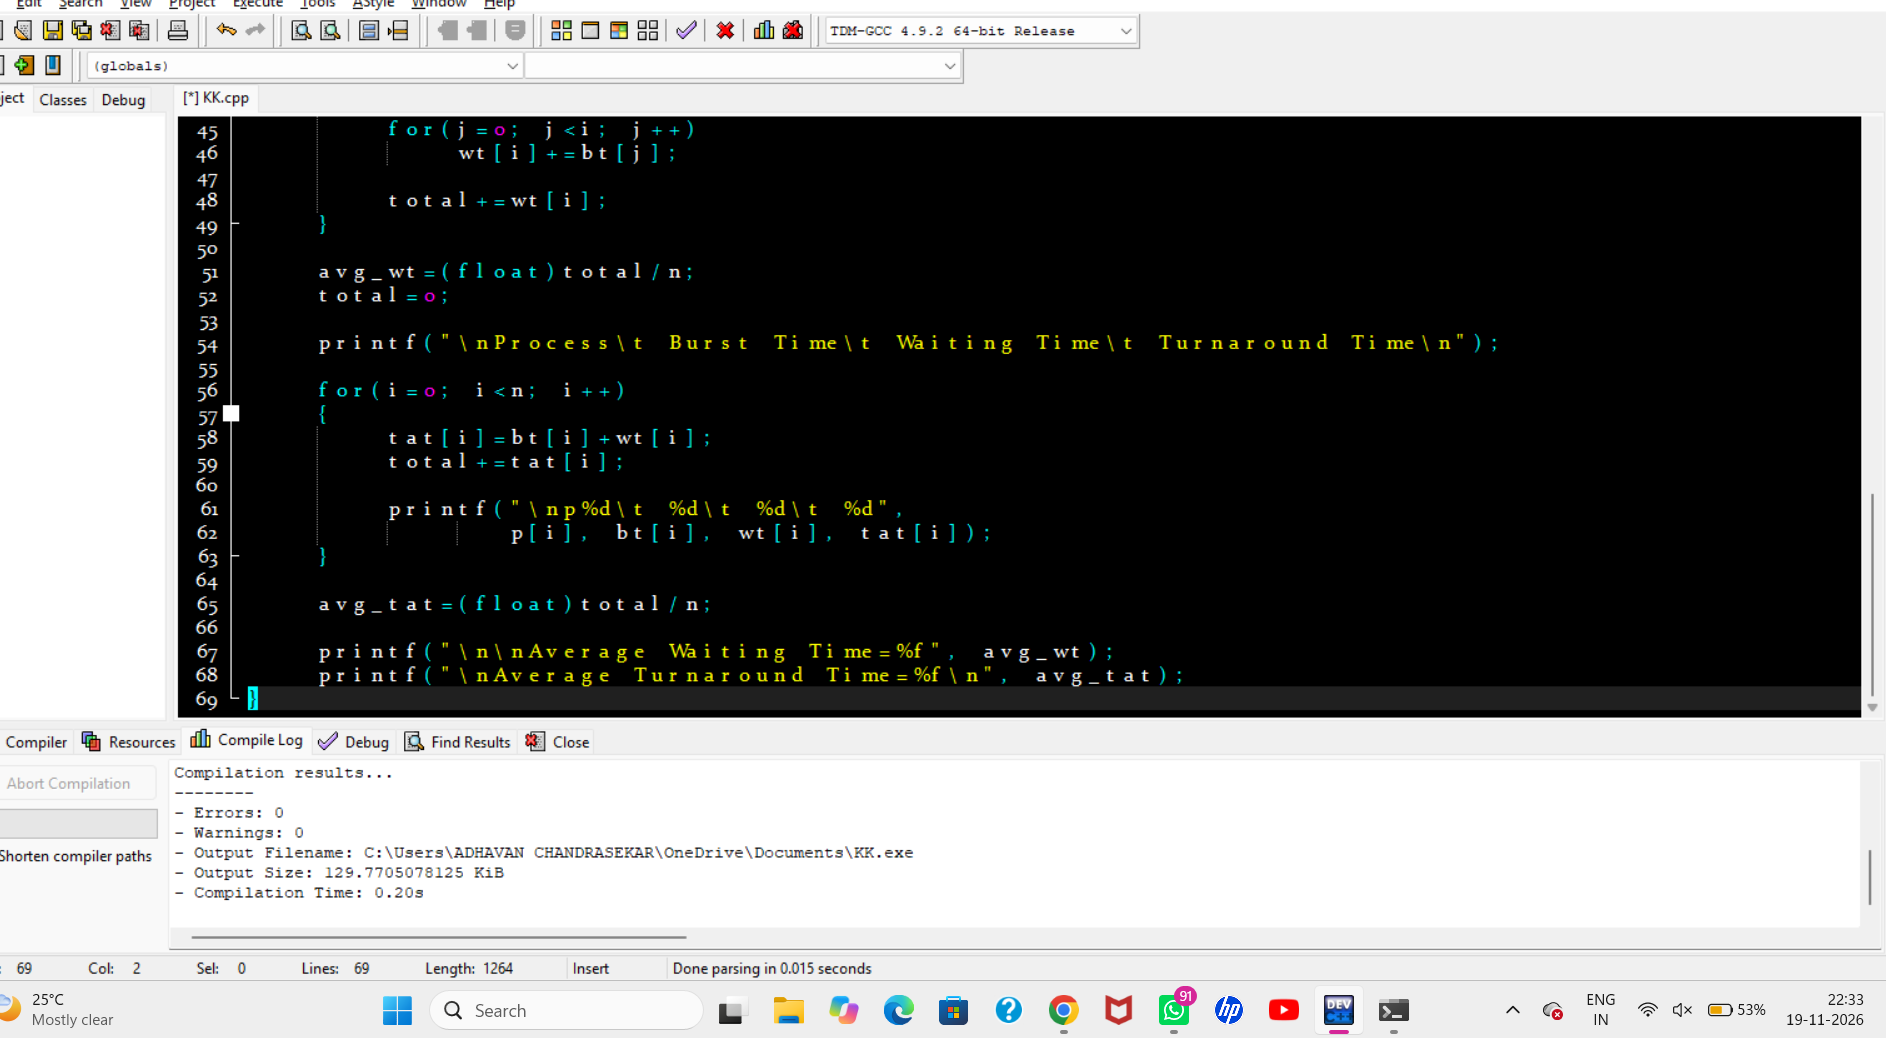 Edit Search View Project Execute Tools AStyle Window Help
TDM-GCC 4.9.2 64-bit Release
(globals)
ject Classes Debug [*] KK.cpp
45 for(j=0; j<i; j++)
46 wt[i]+=bt[j];
47
48 total+=wt[i];
49 }
50
51 avg_wt=(float)total/n;
52 total=0;
53
54 printf("\nProcess\t Burst Time\t Waiting Time\t Turnaround Time\n");
55
56 for(i=0; i<n; i++)
57 {
58 tat[i]=bt[i]+wt[i];
59 total+=tat[i];
60
61 printf("\np%d\t %d\t %d\t %d",
62 p[i], bt[i], wt[i], tat[i]);
63 }
64
65 avg_tat=(float)total/n;
66
67 printf("\n\nAverage Waiting Time=%f", avg_wt);
68 printf("\nAverage Turnaround Time=%f\n", avg_tat);
69 }
Compiler Resources Compile Log Debug Find Results Close
Abort Compilation
Shorten compiler paths
Compilation results...
--------
- Errors: 0
- Warnings: 0
- Output Filename: C:\Users\ADHAVAN CHANDRASEKAR\OneDrive\Documents\KK.exe
- Output Size: 129.7705078125 KiB
- Compilation Time: 0.20s
: 69 Col: 2 Sel: 0 Lines: 69 Length: 1264 Insert Done parsing in 0.015 seconds
25°C
Mostly clear
Search
91
hp
DEV
C++
ENG
IN
53%
22:33
19-11-2026